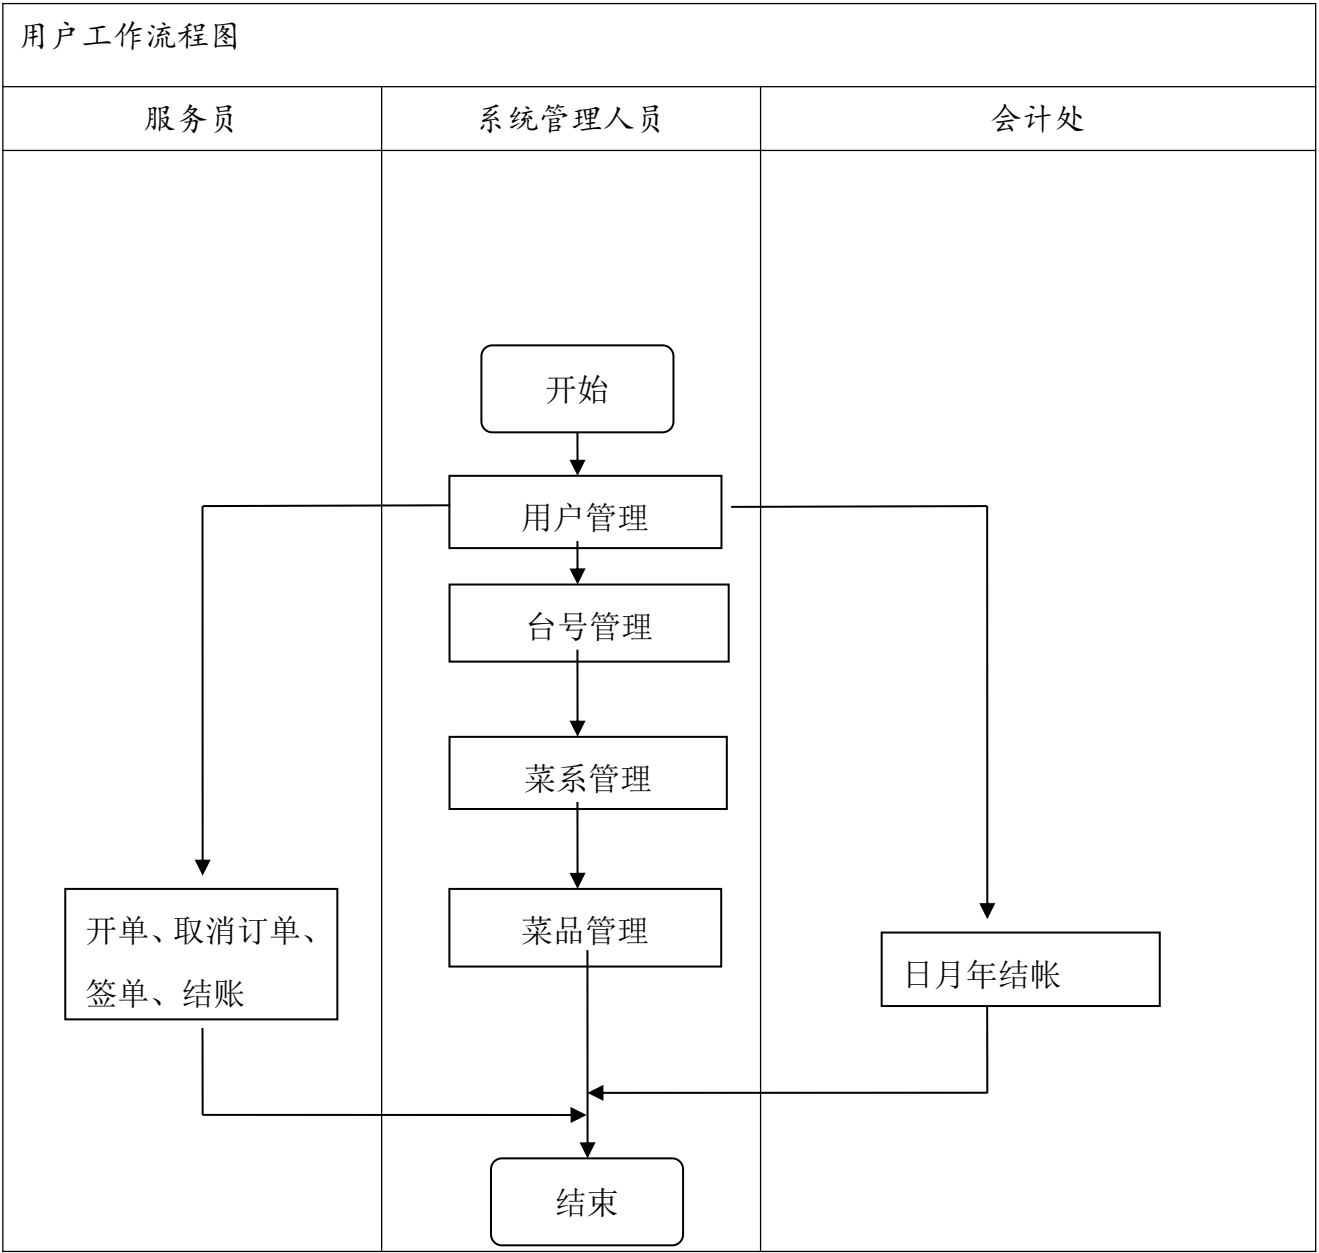 用户工作流程图
服务员
系统管理人员
会计处
开始
用户管理
台号管理
菜系管理
菜品管理
开单、取消订单、
签单、结账
日月年结帐
结束